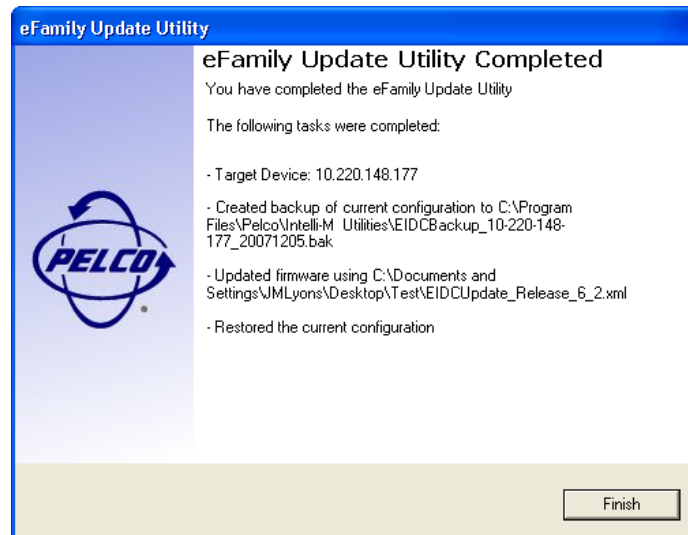 eFamily Update Utility
eFamily Update Utility Completed
You have completed the eFamily Update Utility
The following tasks were completed:
- Target Device: 10.220.148.177
- Created backup of current configuration to C:\Program
Files\Pelco\Intelli-M Utilities\EIDCBackup_10-220-148-
177_20071205.bak
- Updated firmware using C:\Documents and
Settings\JMLyons\Desktop\Test\EIDCUpdate_Release_6_2.xml
- Restored the current configuration
PELCO
®
Finish